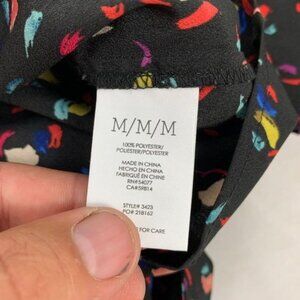 M/M/M
100% POLYESTER/
POLIESTER/POLYESTER
MADE IN CHINA
HECHO EN CHINA
FABRIQUÉ EN CHINE
RN#54077
CA#59814
STYLE# 3423
PO# 218162
FOR CARE